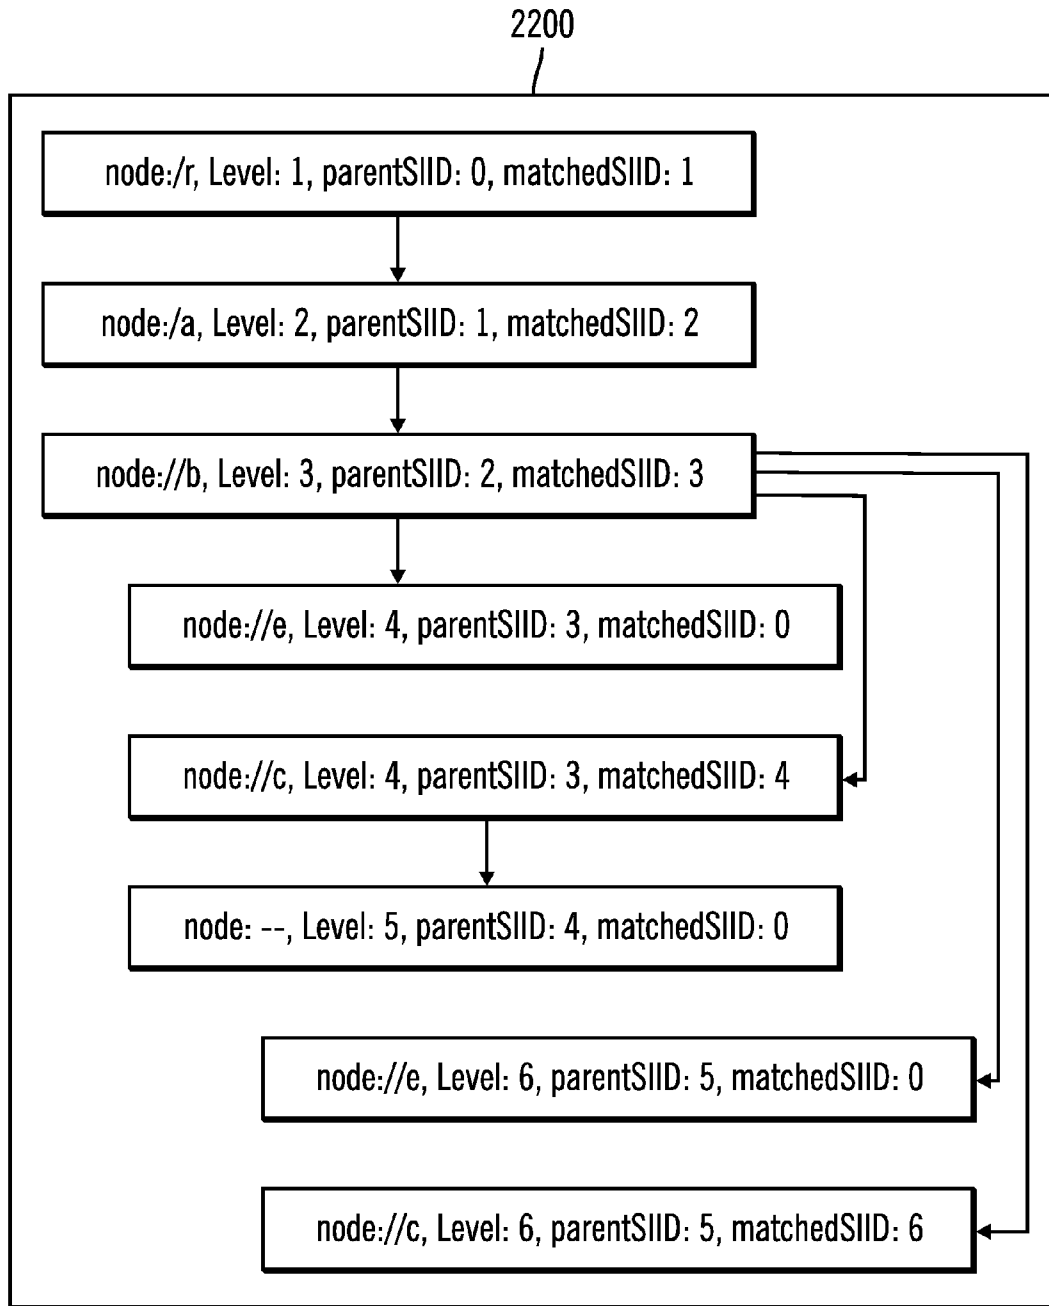 2200
node:/r, Level: 1, parentSIID: 0, matchedSIID: 1
node:/a, Level: 2, parentSIID: 1, matchedSIID: 2
node://b, Level: 3, parentSIID: 2, matchedSIID: 3
node://e, Level: 4, parentSIID: 3, matchedSIID: 0
node://c, Level: 4, parentSIID: 3, matchedSIID: 4
node: --, Level: 5, parentSIID: 4, matchedSIID: 0
node://e, Level: 6, parentSIID: 5, matchedSIID: 0
node://c, Level: 6, parentSIID: 5, matchedSIID: 6